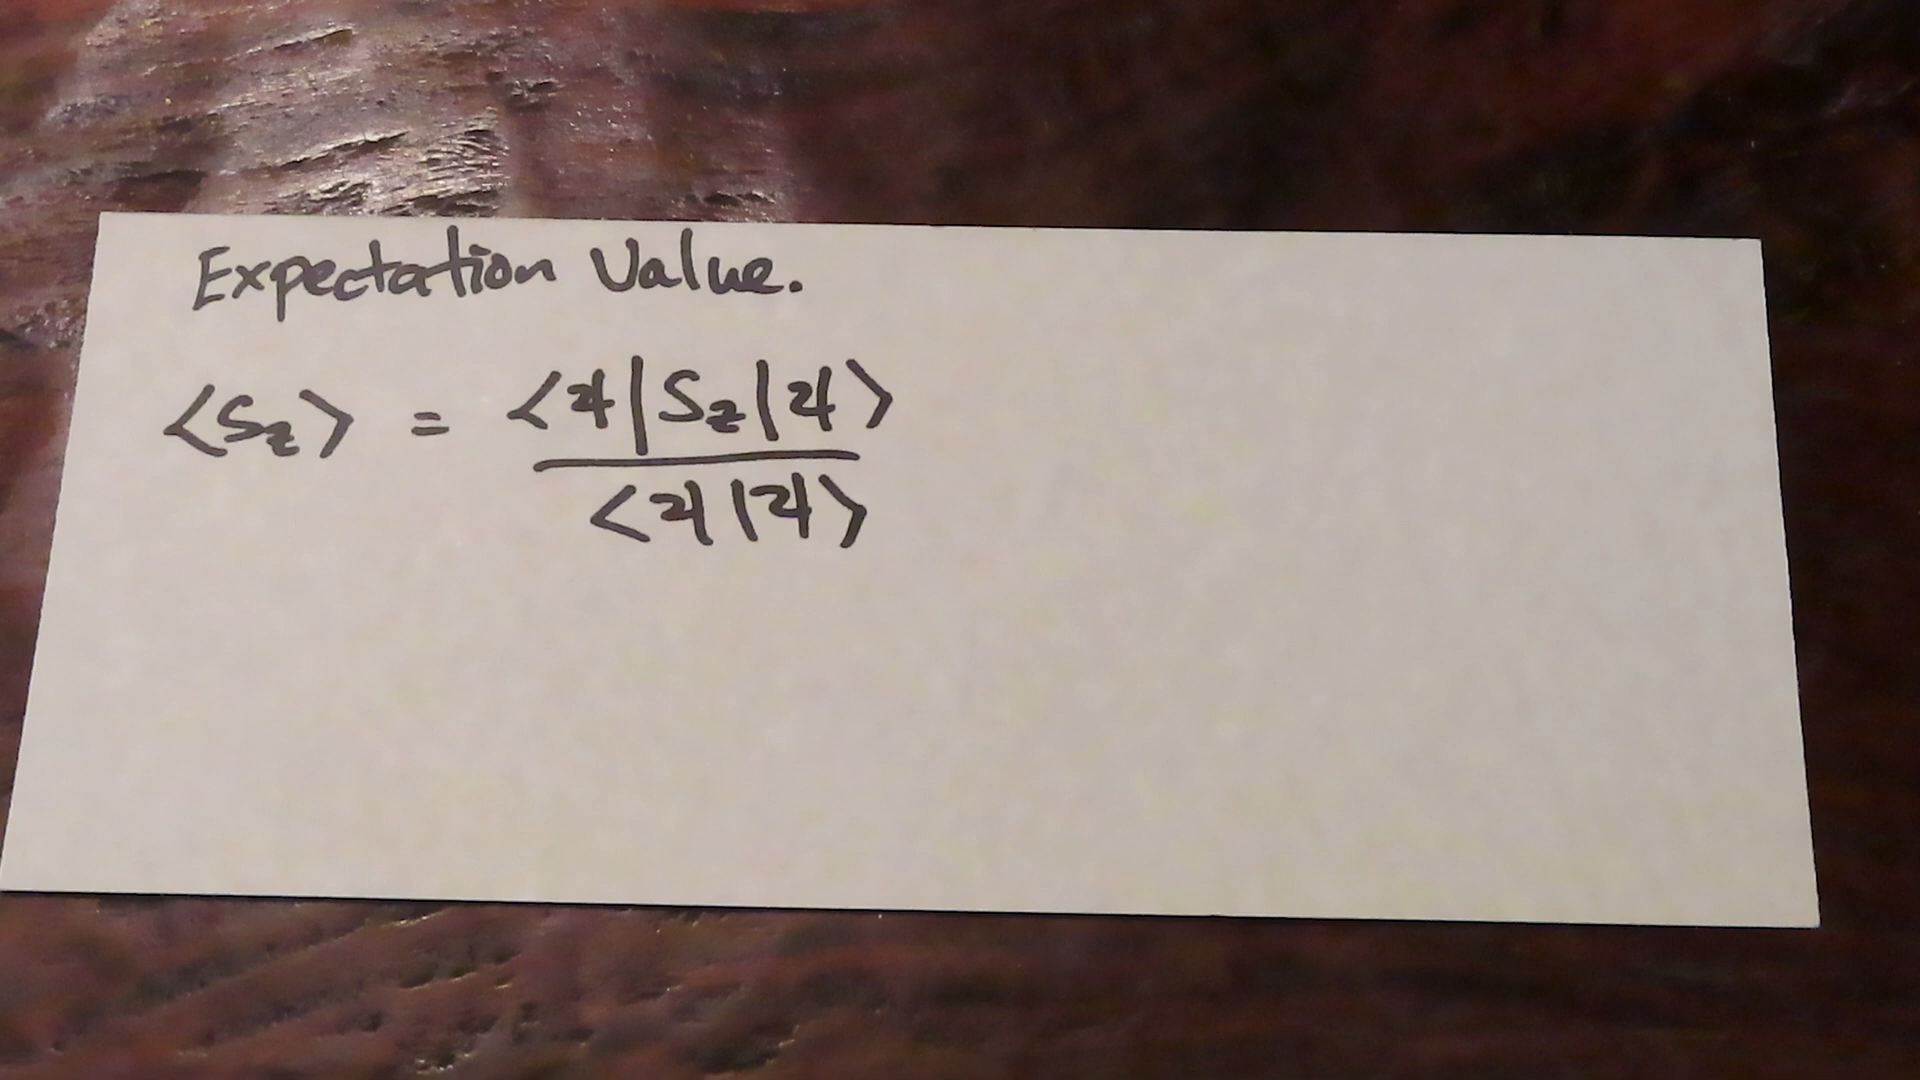 Expectation Value.
⟨S_z⟩ = ⟨ψ|S_z|ψ⟩
⟨ψ|ψ⟩